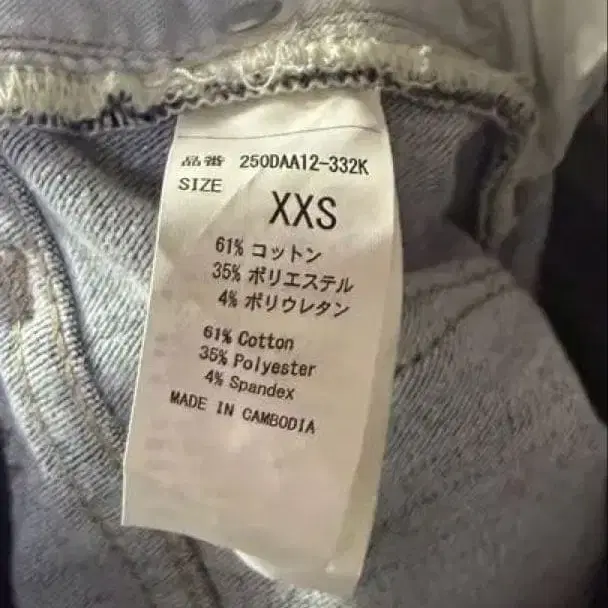 品番 250DAA12-332K
SIZE
XXS
61% コットン
35% ポリエステル
4% ポリウレタン
61% Cotton
35% Polyester
4% Spandex
MADE IN CAMBODIA